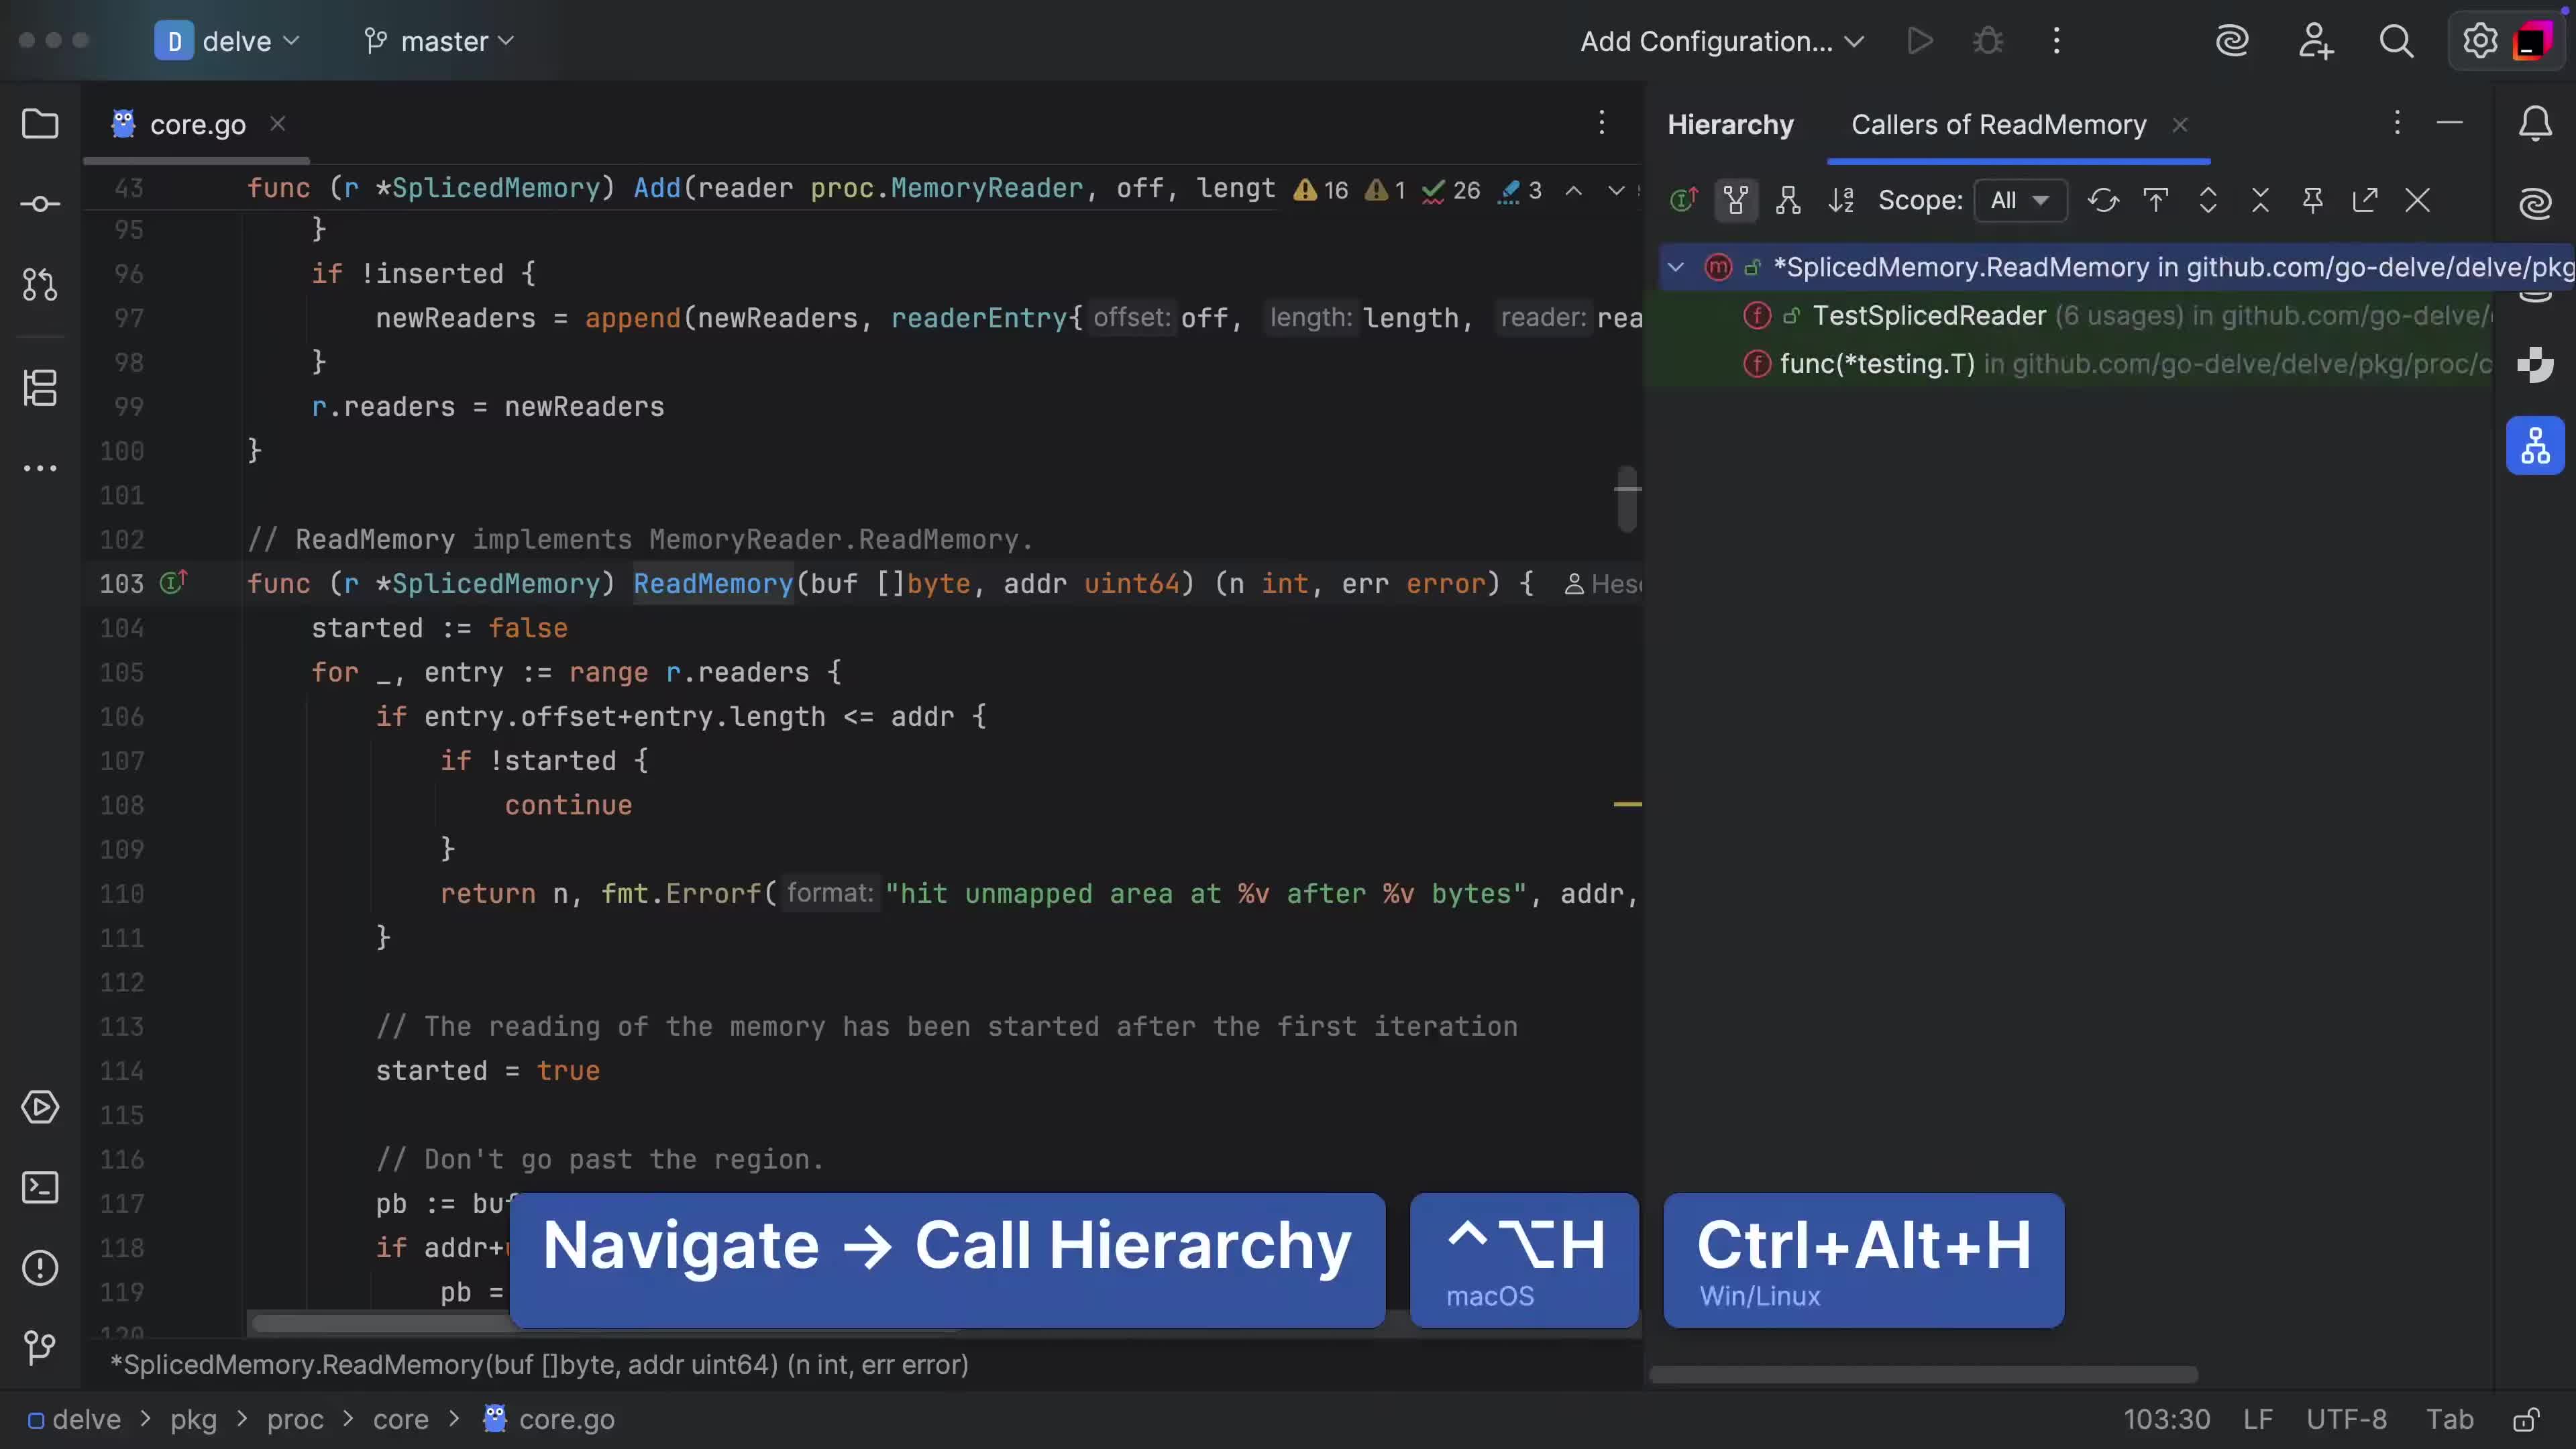 D delve
master
Add Configuration...
core.go
Hierarchy
Callers of ReadMemory
43 func (r *SplicedMemory) Add(reader proc.MemoryReader, off, lengt
16 1 26 3
Scope: All
95 }
96 if !inserted {
97 newReaders = append(newReaders, readerEntry{ offset: off, length: length, reader: rea
98 }
99 r.readers = newReaders
100 }
101
102 // ReadMemory implements MemoryReader.ReadMemory.
103 func (r *SplicedMemory) ReadMemory(buf []byte, addr uint64) (n int, err error) {
104 started := false
105 for _, entry := range r.readers {
106 if entry.offset+entry.length <= addr {
107 if !started {
108 continue
109 }
110 return n, fmt.Errorf( format: "hit unmapped area at %v after %v bytes", addr,
111 }
112
113 // The reading of the memory has been started after the first iteration
114 started = true
115
116 // Don't go past the region.
117 pb := buf
118 if addr+
119 pb =
120
*SplicedMemory.ReadMemory in github.com/go-delve/delve/pkg
TestSplicedReader (6 usages) in github.com/go-delve/
func(*testing.T) in github.com/go-delve/delve/pkg/proc/c
Navigate → Call Hierarchy
^⌥H
macOS
Ctrl+Alt+H
Win/Linux
*SplicedMemory.ReadMemory(buf []byte, addr uint64) (n int, err error)
delve > pkg > proc > core > core.go
103:30 LF UTF-8 Tab